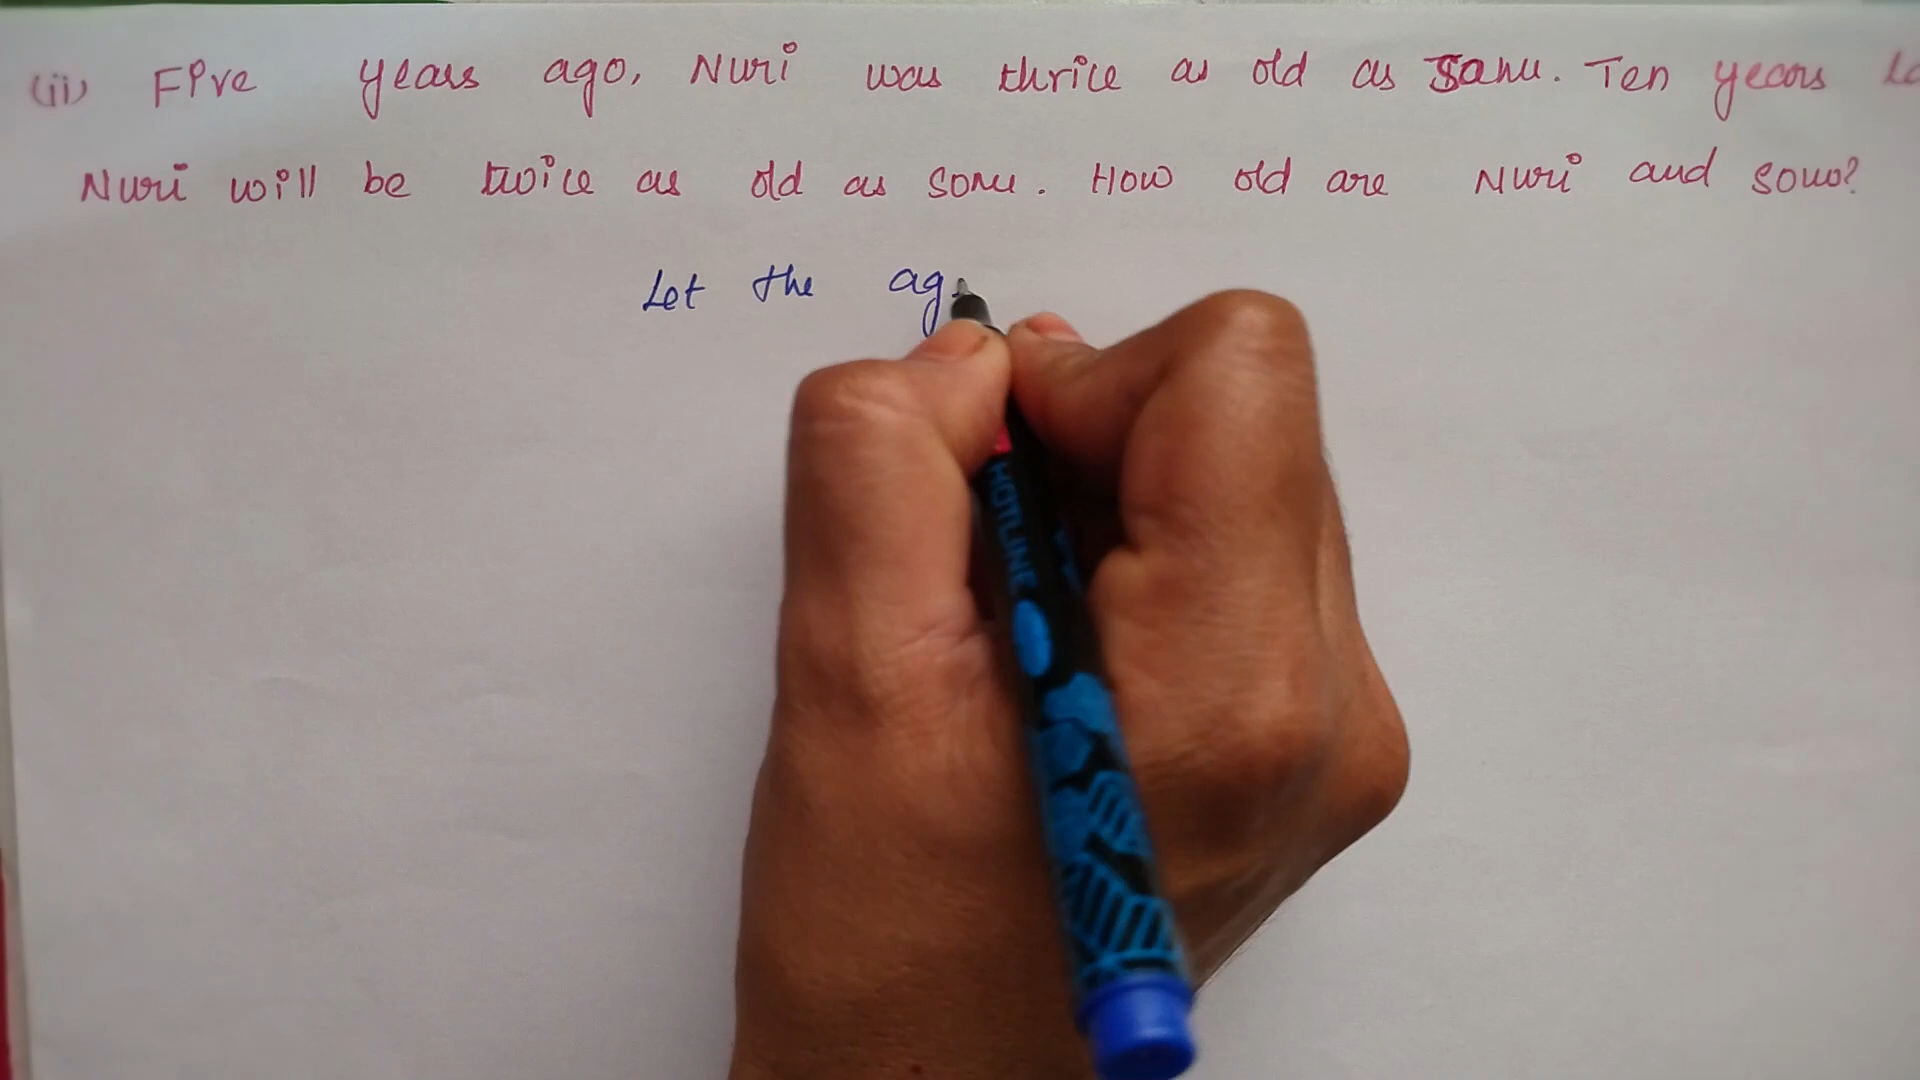 (ii) Five years ago, Nuri was thrice as old as Sonu. Ten years
Nuri will be twice as old as sonu. How old are Nuri and sonu?
Let the ag
HOTLINE